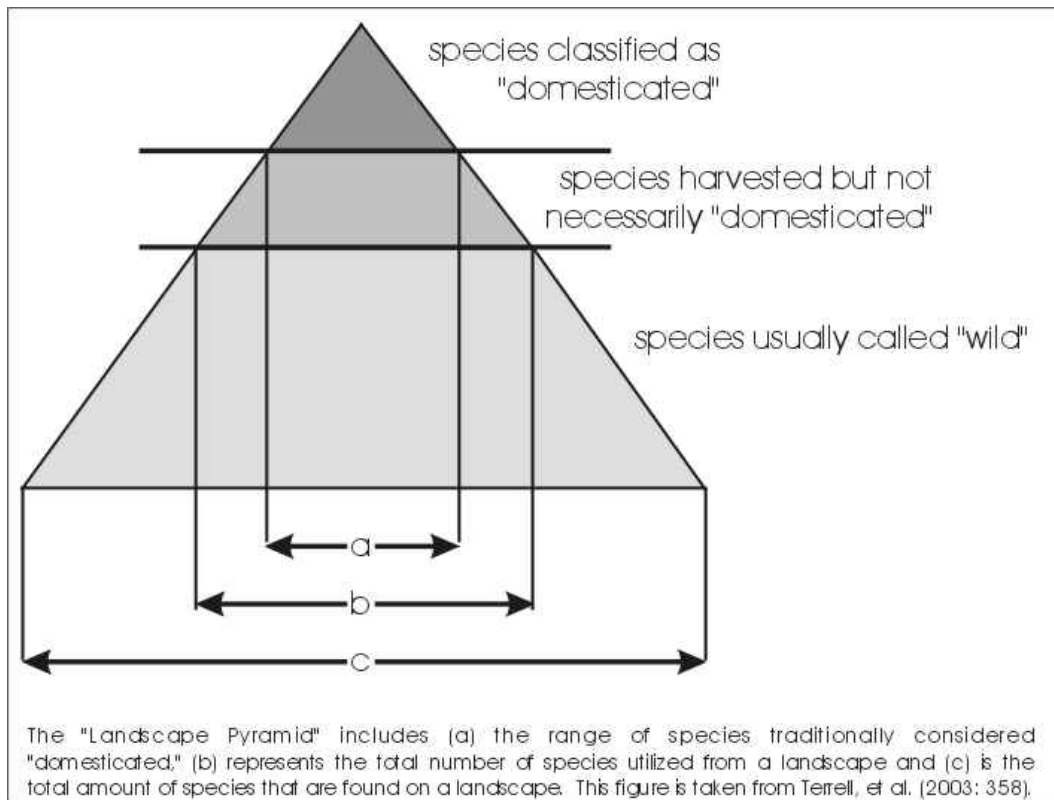 species classified as
"domesticated"
species harvested but not
necessarily "domesticated"
species usually called "wild"
a
b
c
The "Landscape Pyramid" includes (a) the range of species traditionally considered
"domesticated," (b) represents the total number of species utilized from a landscape and (c) is the
total amount of species that are found on a landscape. This figure is taken from Terrell, et al. (2003: 358).